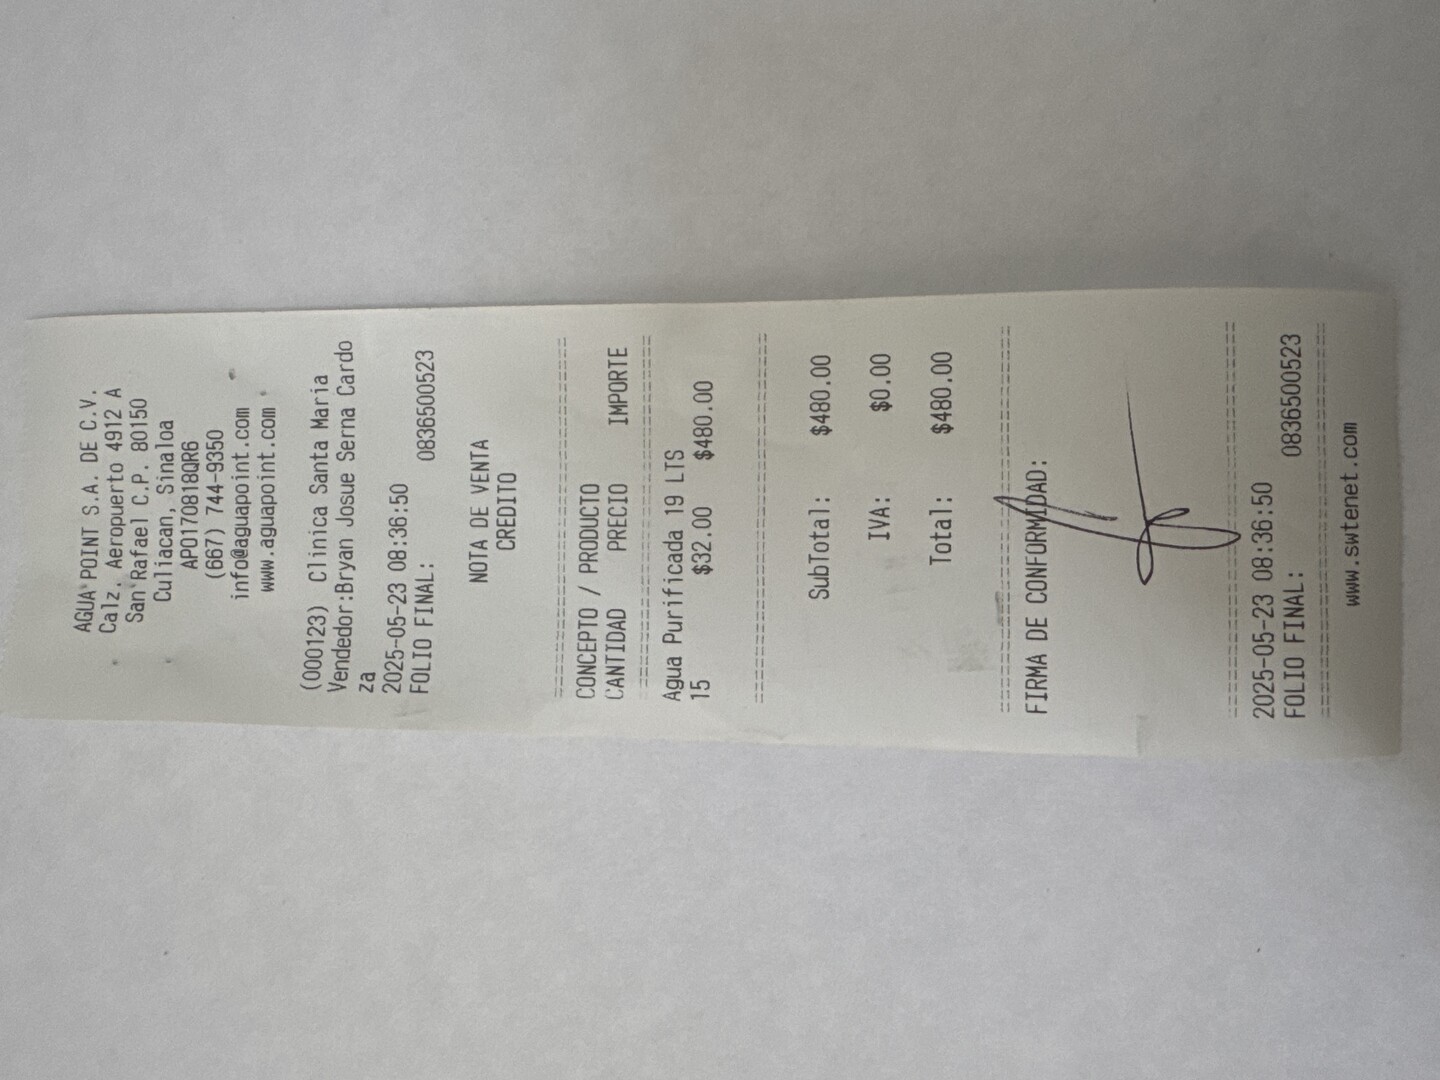 AGUA POINT S.A. DE C.V.
Calz. Aeropuerto 4912 A
San Rafael C.P. 80150
Culiacan, Sinaloa
APO170818QR6
(667) 744-9350
info@aguapoint.com
www.aguapoint.com
(000123) Clinica Santa Maria
Vendedor:Bryan Josue Serna Cardo
za
2025-05-23 08:36:50
FOLIO FINAL: 0836500523
NOTA DE VENTA
CREDITO
CONCEPTO / PRODUCTO
CANTIDAD PRECIO IMPORTE
Agua Purificada 19 LTS
15 $32.00 $480.00
SubTotal: $480.00
IVA: $0.00
Total: $480.00
FIRMA DE CONFORMIDAD:
2025-05-23 08:36:50
FOLIO FINAL: 0836500523
www.swtenet.com